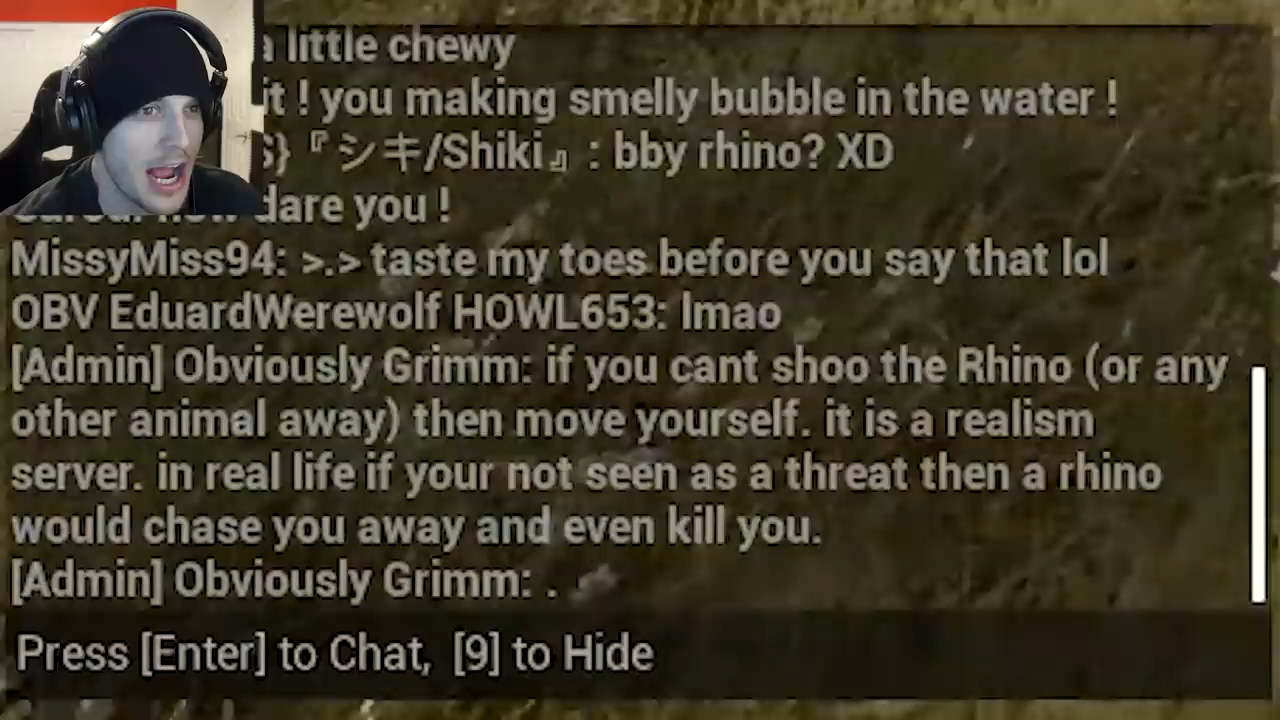 a little chewy
it ! you making smelly bubble in the water !
S} 『シキ/Shiki』 : bby rhino? XD
dare you !
MissyMiss94: >.> taste my toes before you say that lol
OBV EduardWerewolf HOWL653: lmao
[Admin] Obviously Grimm: if you cant shoo the Rhino (or any
other animal away) then move yourself. it is a realism
server. in real life if your not seen as a threat then a rhino
would chase you away and even kill you.
[Admin] Obviously Grimm: .
Press [Enter] to Chat, [9] to Hide